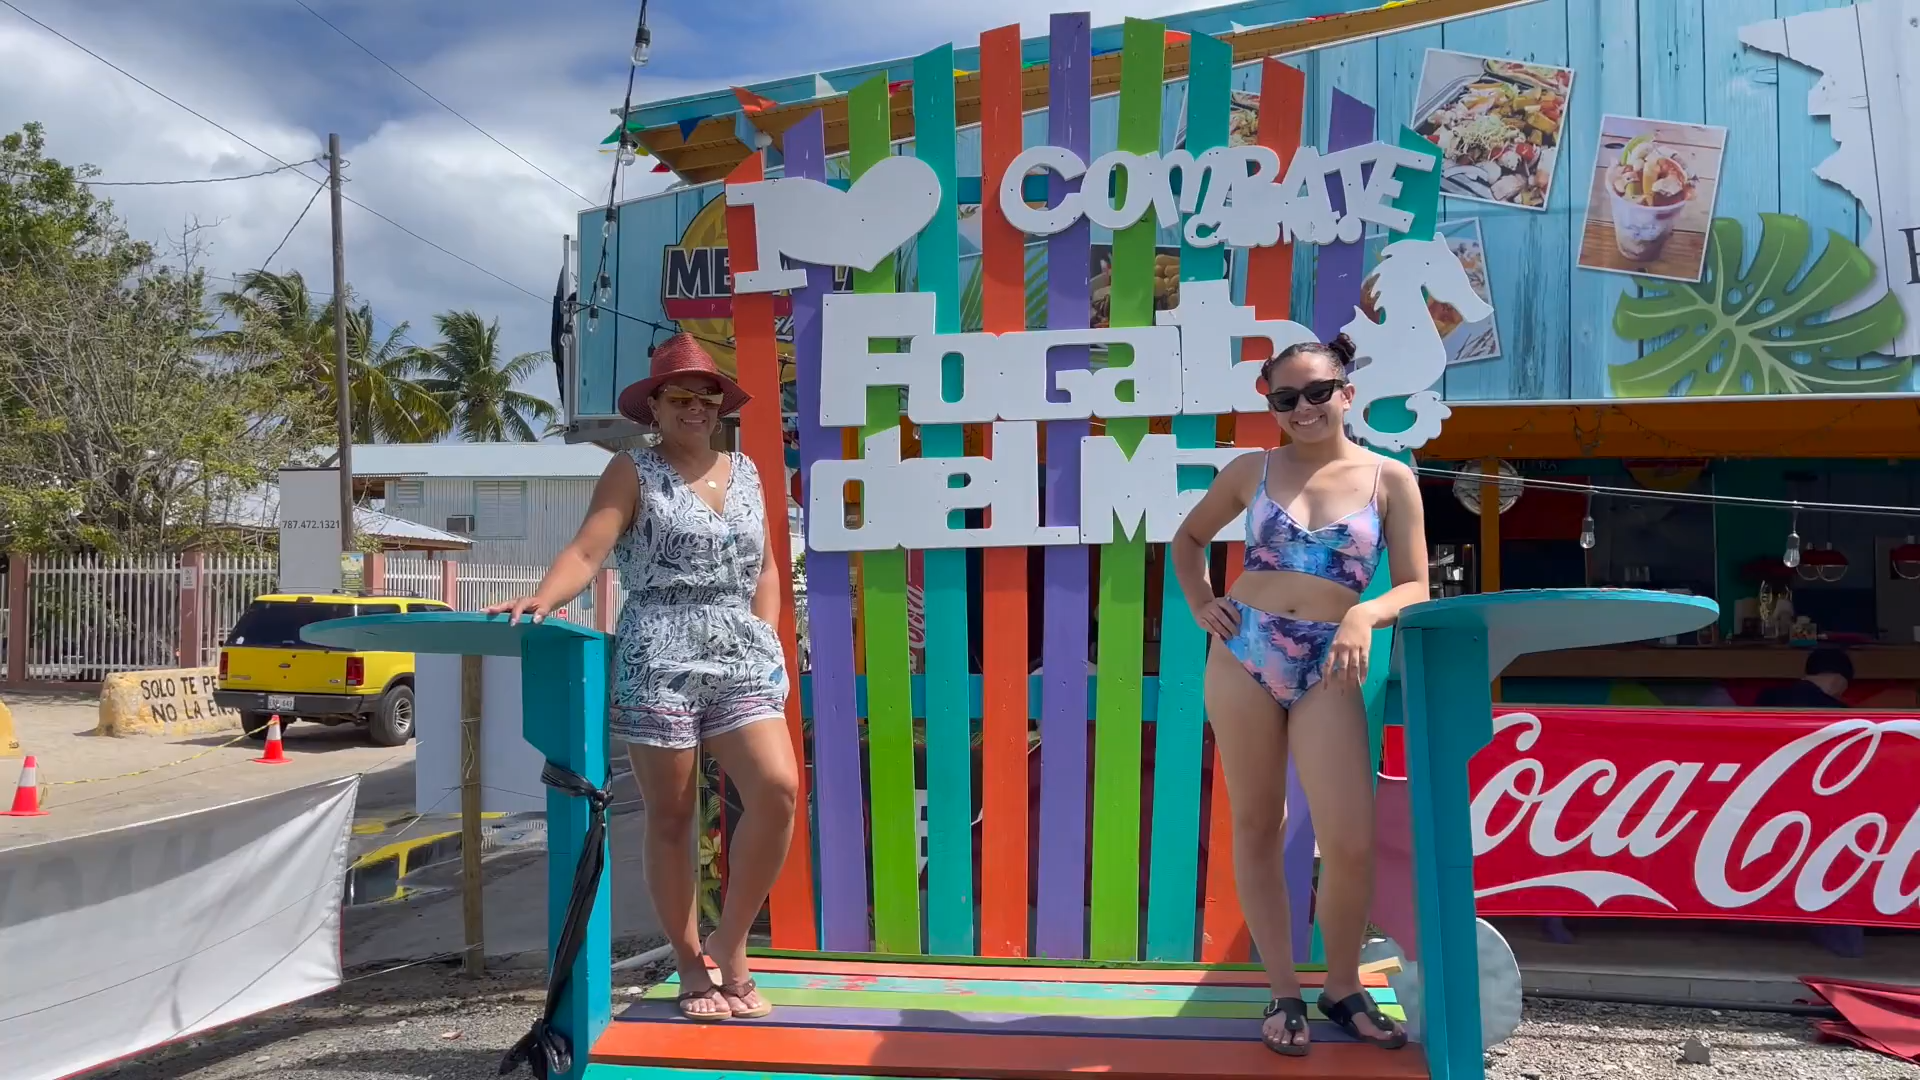 I COMBATE
Fogata
del Ma
787.472.1321
SOLO TE PE
NO LA EN
Coca-Col